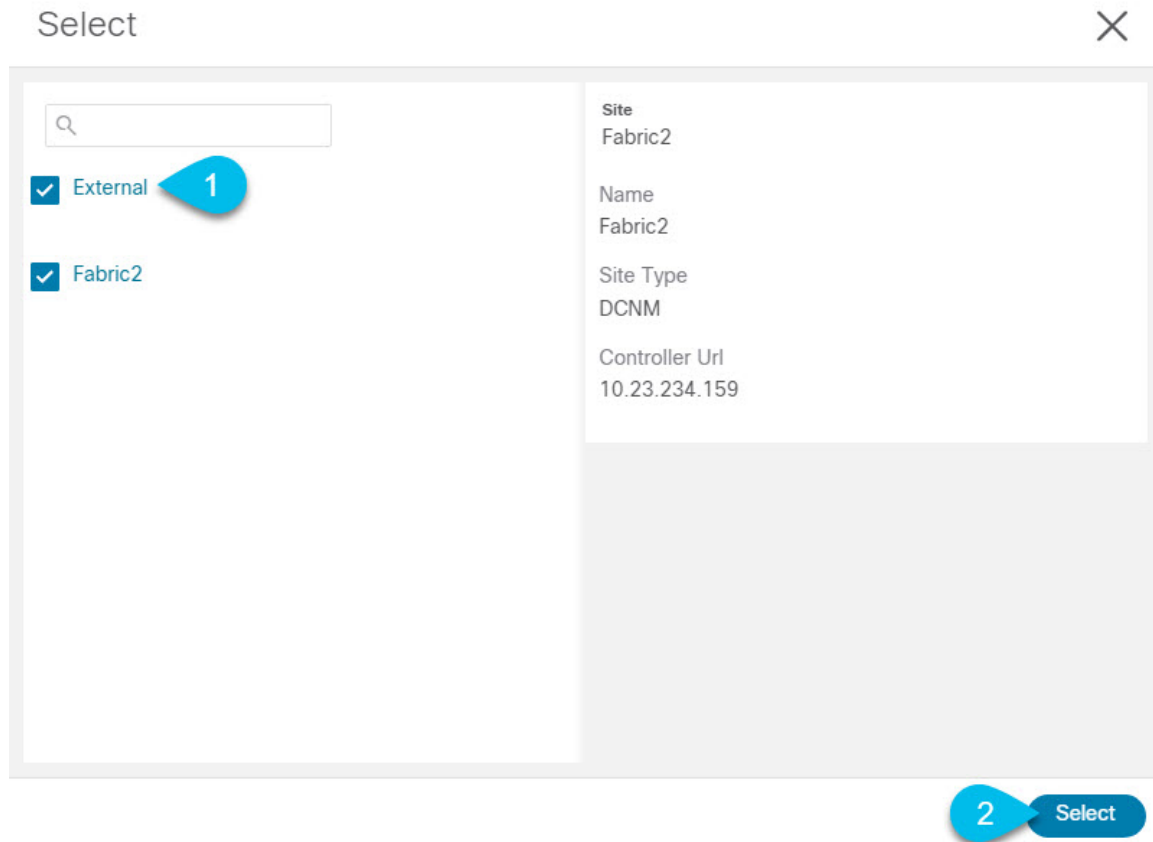 Select
External
1
Fabric2
Site
Fabric2
Name
Fabric2
Site Type
DCNM
Controller Url
10.23.234.159
2
Select